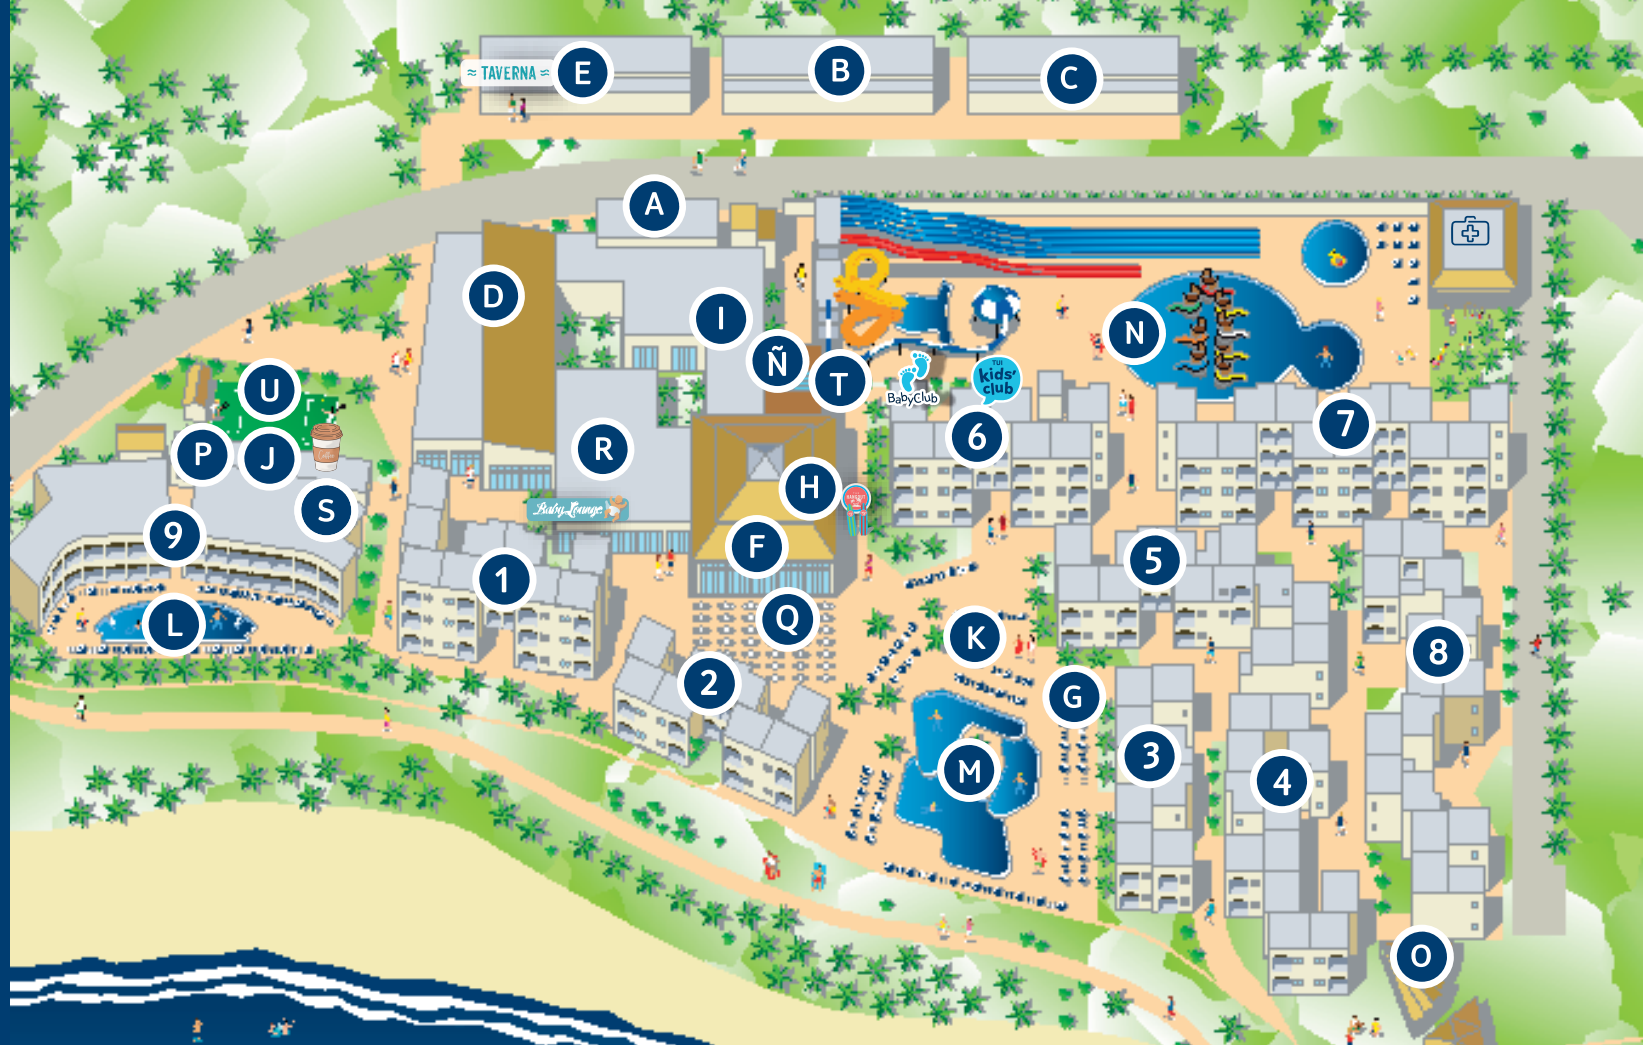 ≈ TAVERNA ≈
E
B
C
A
D
I
N
Ñ
T
BabyClub
TUI
kids'
club
U
P
J
R
6
7
H
S
9
Baby Lounge
F
5
1
L
Q
K
8
2
G
M
3
4
O